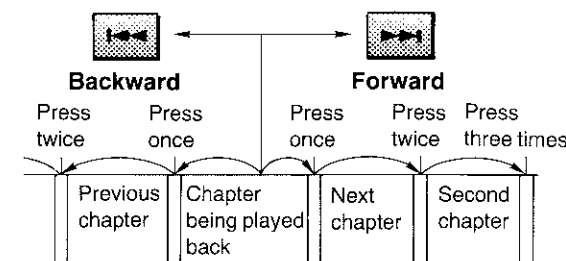 Backward Forward
Press Press Press Press Press
twice once once twice three times
Previous Chapter Next Second
chapter being played chapter chapter
back